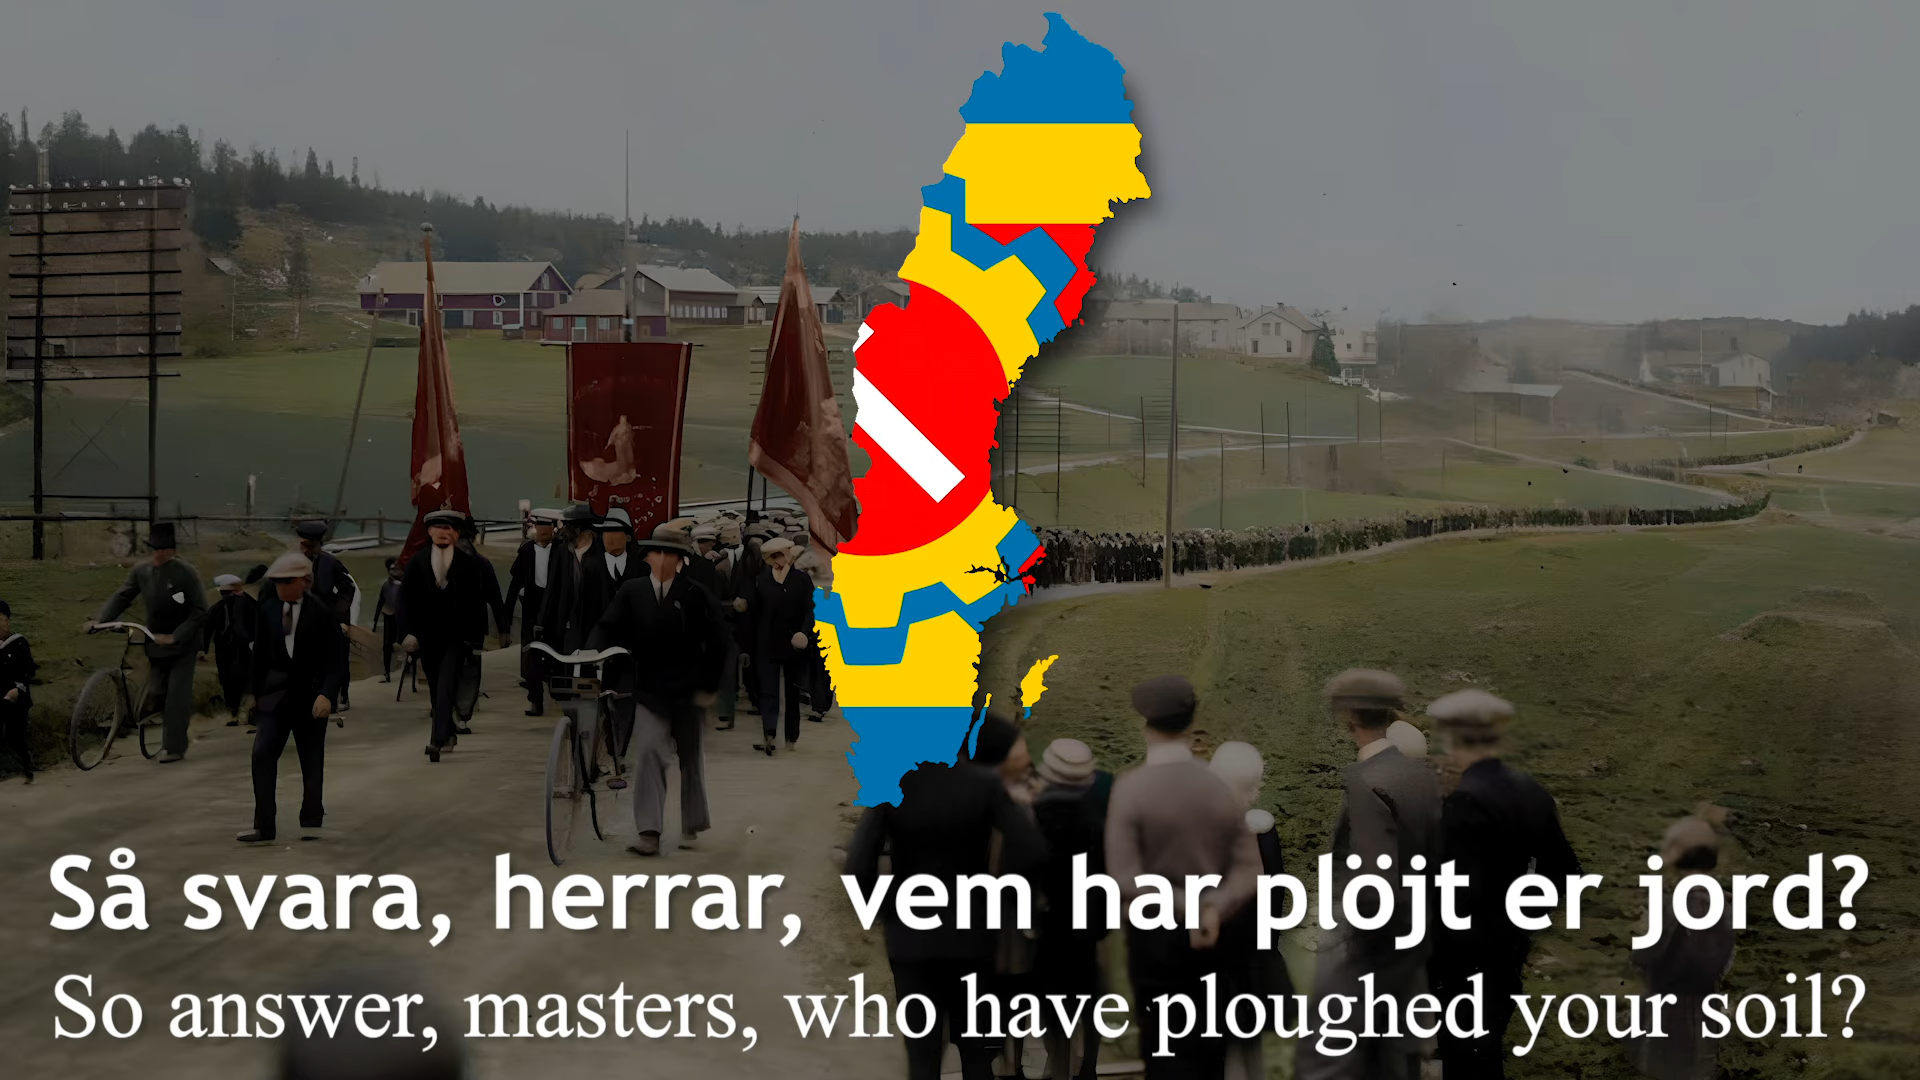 Så svara, herrar, vem har plöjt er jord?
So answer, masters, who have ploughed your soil?